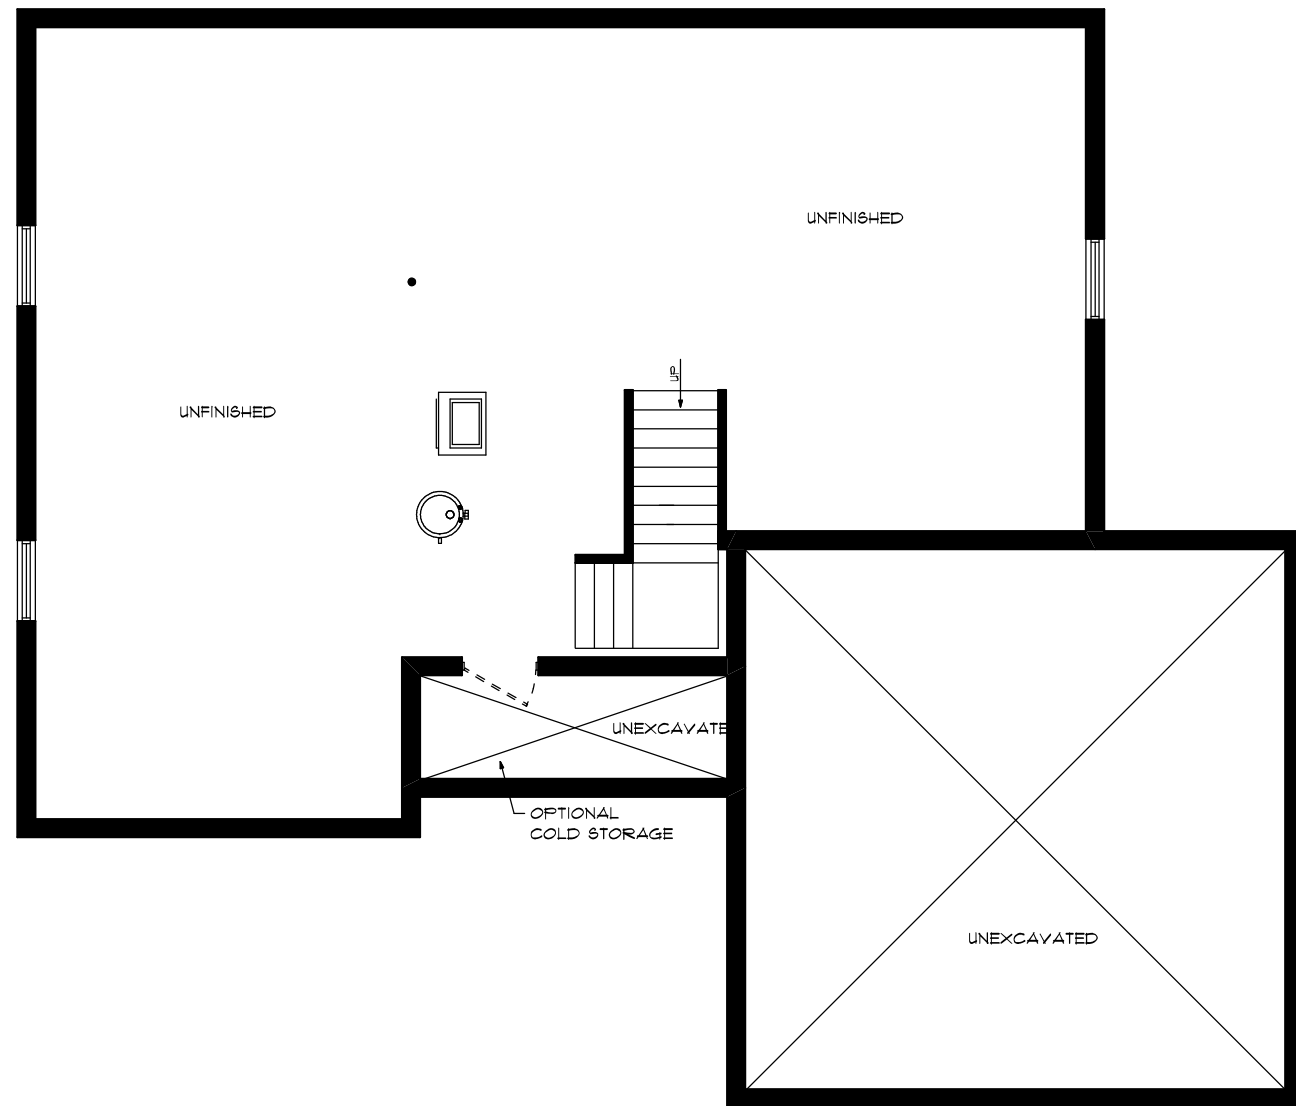 UNFINISHED
UP
UNFINISHED
UNEXCAVATE
OPTIONAL
COLD STORAGE
UNEXCAVATED